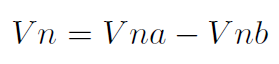 Vn = Vna − Vnb